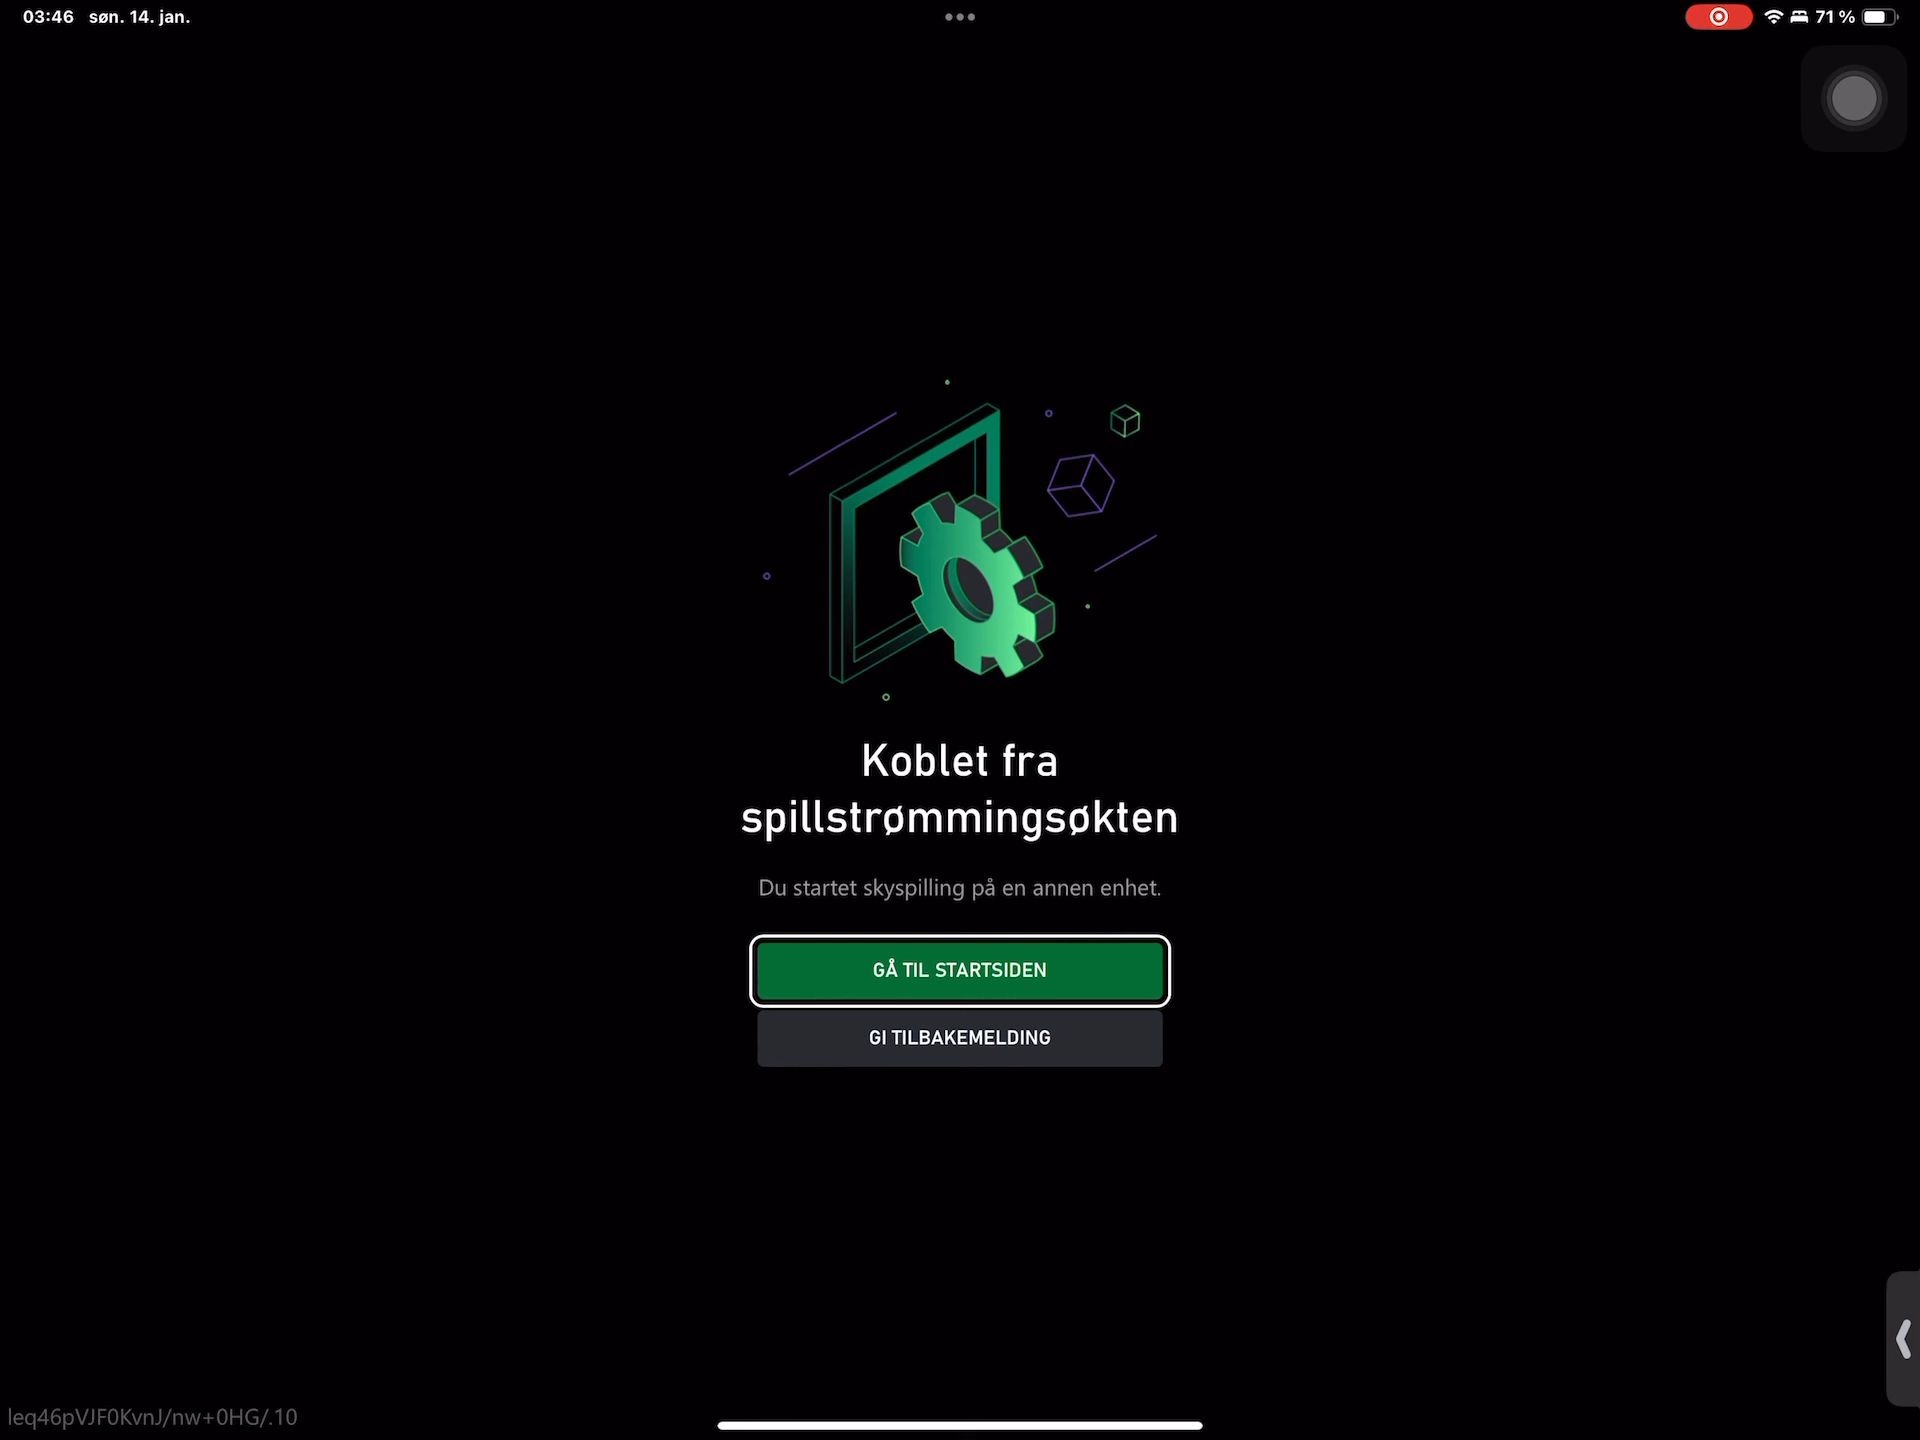 03:46 søn. 14. jan.
71 %
Koblet fra
spillstrømmingsøkten
Du startet skyspilling på en annen enhet.
GÅ TIL STARTSIDEN
GI TILBAKEMELDING
leq46pVJF0KvnJ/nw+0HG/.10